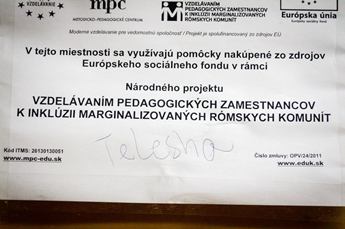 VZDELÁVANIE
mpc
METODICKO-PEDAGOGICKÉ CENTRUM
VZDELÁVANÍM
PEDAGOGICKÝCH ZAMESTNANCOV
K INKLÚZII MARGINALIZOVANÝCH
RÓMSKYCH KOMUNÍT
Európska únia
Moderné vzdelávanie pre vedomostnú spoločnosť / Projekt je spolufinancovaný zo zdrojov EÚ
V tejto miestnosti sa využívajú pomôcky nakúpené zo zdrojov
Európskeho sociálneho fondu v rámci
Národného projektu
VZDELÁVANÍM PEDAGOGICKÝCH ZAMESTNANCOV
K INKLÚZII MARGINALIZOVANÝCH RÓMSKYCH KOMUNÍT
Kód ITMS: 26130130051
www.mpc-edu.sk
Číslo zmluvy: OPV/24/2011
www.eduk.sk